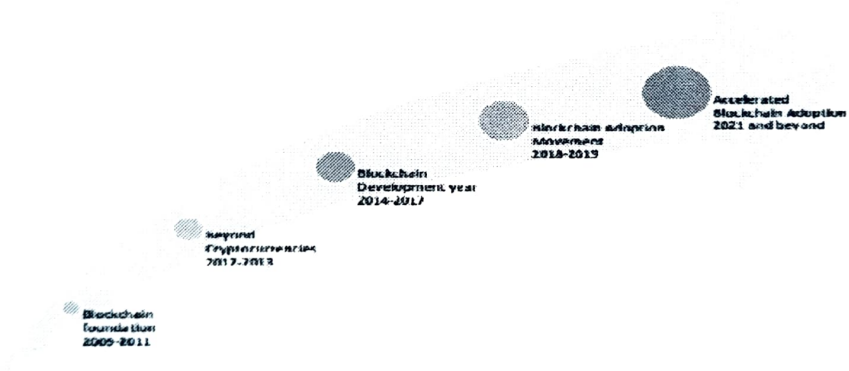 Blockchain
foundation
2009-2011
Beyond
Cryptocurrencies
2012-2013
Blockchain
Development year
2014-2017
Blockchain Adoption
Movement
2018-2019
Accelerated
Blockchain Adoption
2021 and beyond